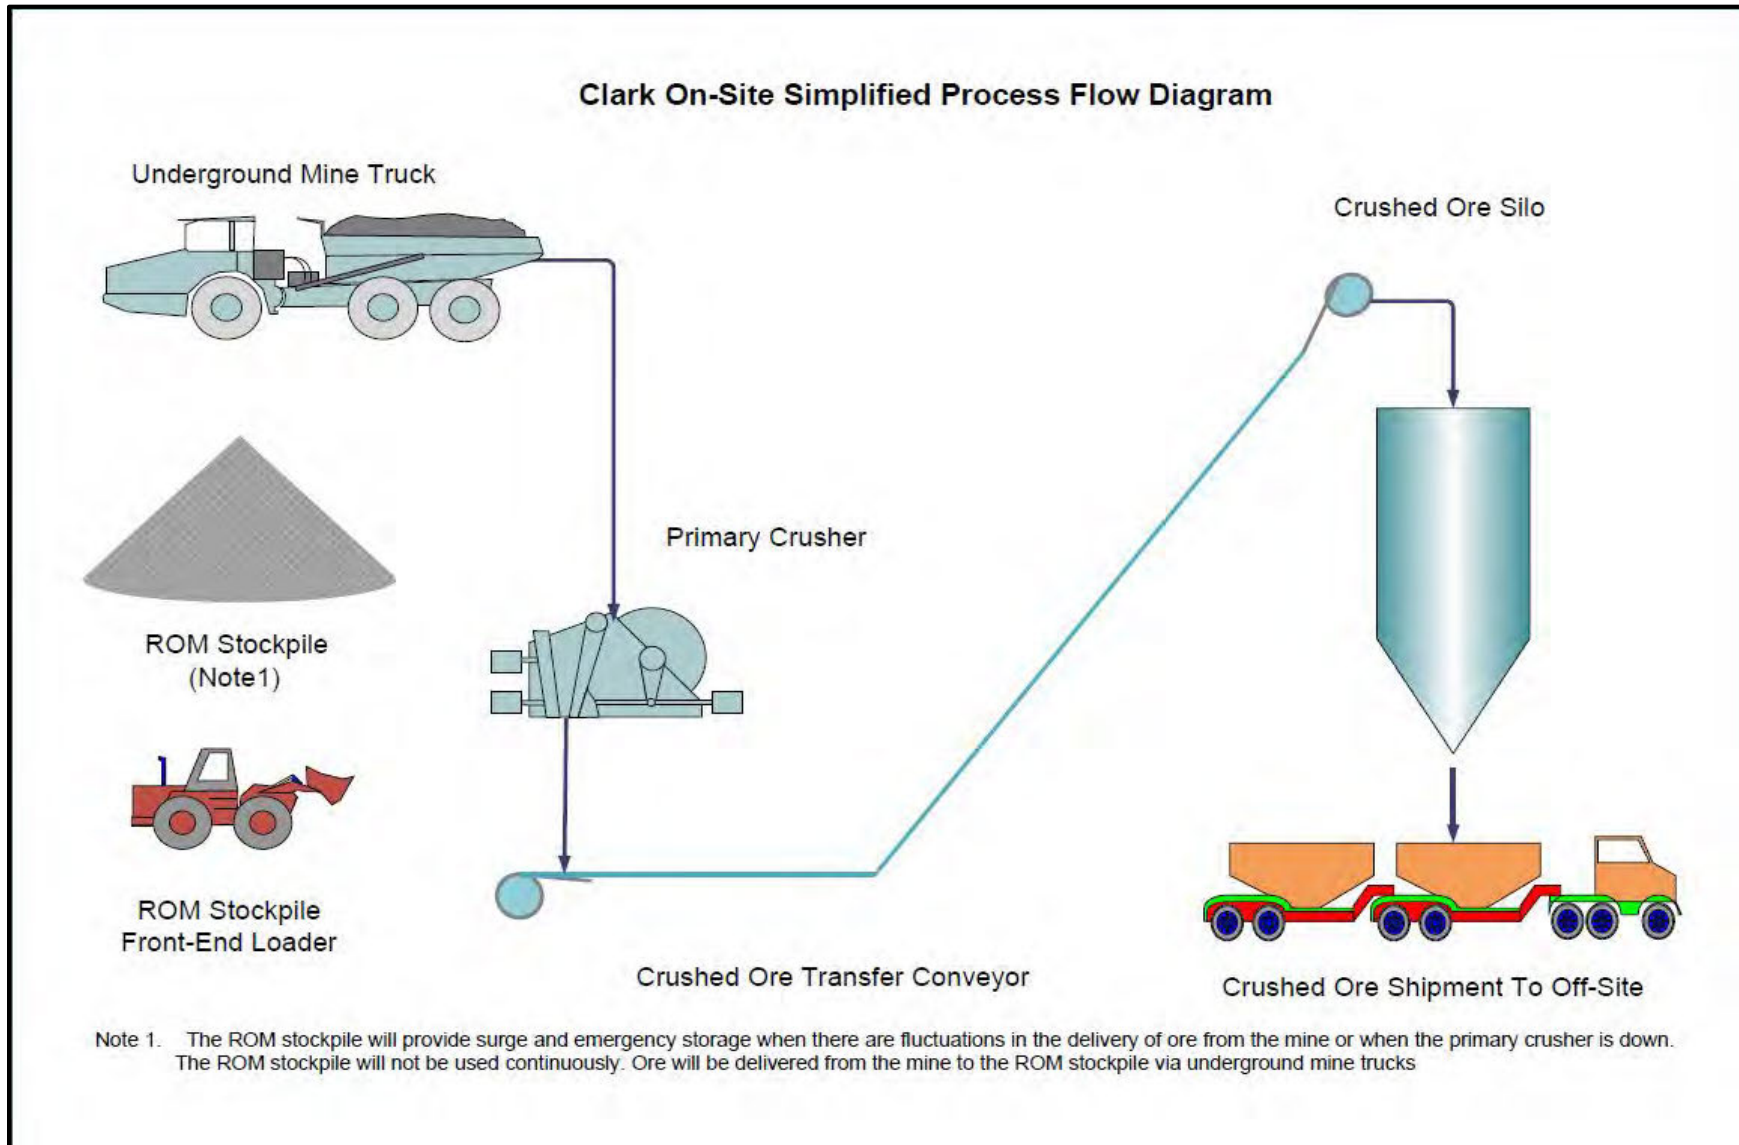 Clark On-Site Simplified Process Flow Diagram
Underground Mine Truck
Crushed Ore Silo
Primary Crusher
ROM Stockpile
(Note1)
ROM Stockpile
Front-End Loader
Crushed Ore Transfer Conveyor
Crushed Ore Shipment To Off-Site
Note 1. The ROM stockpile will provide surge and emergency storage when there are fluctuations in the delivery of ore from the mine or when the primary crusher is down.
The ROM stockpile will not be used continuously. Ore will be delivered from the mine to the ROM stockpile via underground mine trucks